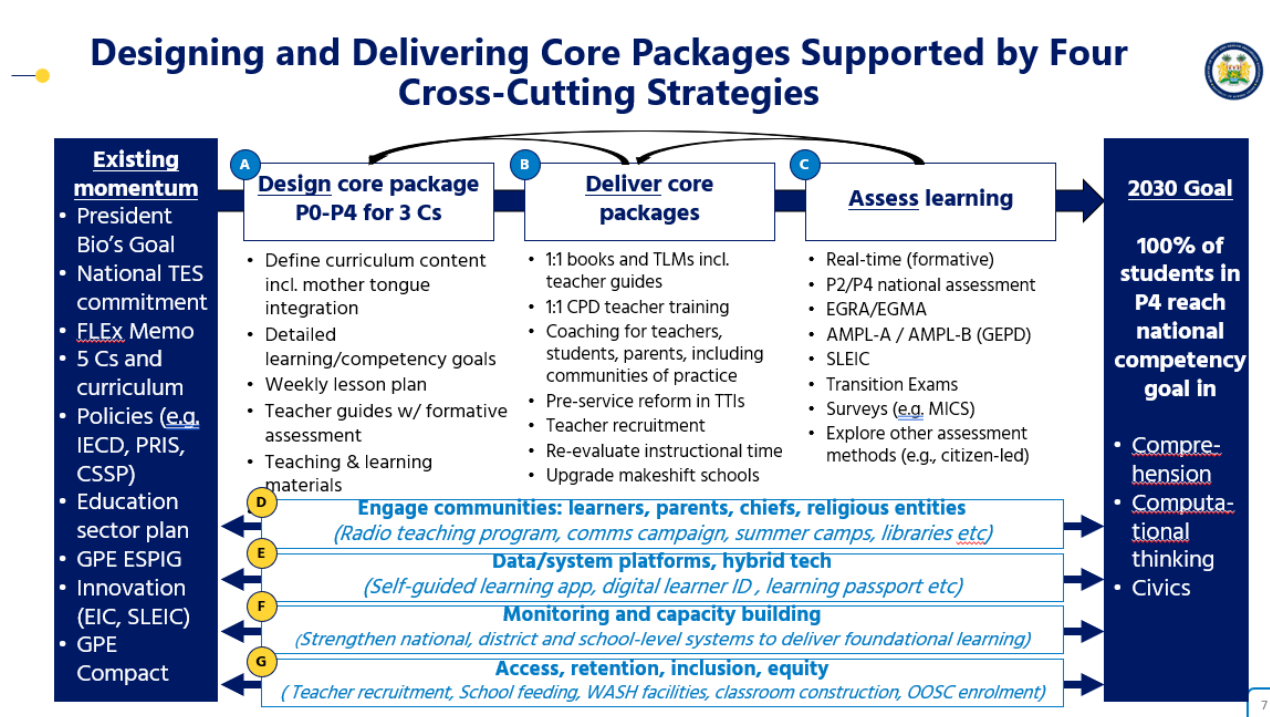 Designing and Delivering Core Packages Supported by Four
Cross-Cutting Strategies
Existing
momentum
• President
Bio's Goal
• National TES
commitment
• FLEx Memo
• 5 Cs and
curriculum
• Policies (e.g.
IECD, PRIS,
CSSP)
• Education
sector plan
• GPE ESPIG
• Innovation
(EIC, SLEIC)
• GPE
Compact
A
Design core package
P0-P4 for 3 Cs
• Define curriculum content
incl. mother tongue
integration
• Detailed
learning/competency goals
• Weekly lesson plan
• Teacher guides w/ formative
assessment
• Teaching & learning
materials
B
Deliver core
packages
• 1:1 books and TLMs incl.
teacher guides
• 1:1 CPD teacher training
• Coaching for teachers,
students, parents, including
communities of practice
• Pre-service reform in TTIs
• Teacher recruitment
• Re-evaluate instructional time
• Upgrade makeshift schools
C
Assess learning
• Real-time (formative)
• P2/P4 national assessment
• EGRA/EGMA
• AMPL-A / AMPL-B (GEPD)
• SLEIC
• Transition Exams
• Surveys (e.g. MICS)
• Explore other assessment
methods (e.g., citizen-led)
D
Engage communities: learners, parents, chiefs, religious entities
(Radio teaching program, comms campaign, summer camps, libraries etc)
E
Data/system platforms, hybrid tech
(Self-guided learning app, digital learner ID , learning passport etc)
F
Monitoring and capacity building
(Strengthen national, district and school-level systems to deliver foundational learning)
G
Access, retention, inclusion, equity
( Teacher recruitment, School feeding, WASH facilities, classroom construction, OOSC enrolment)
2030 Goal
100% of
students in
P4 reach
national
competency
goal in
• Compre-
hension
• Computa-
tional
thinking
• Civics
7